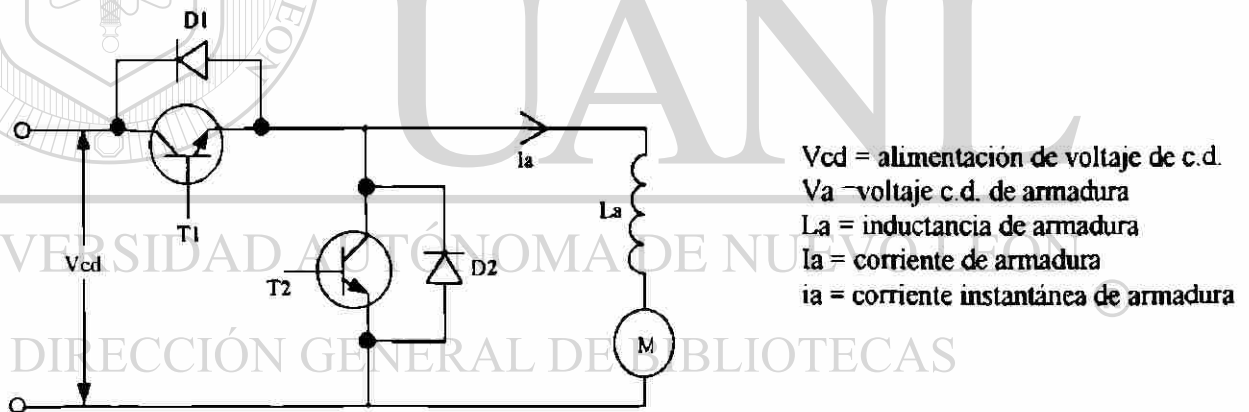 D1
UANL
ia
Vcd = alimentación de voltaje de c.d.
Va =voltaje c.d. de armadura
La
La = inductancia de armadura
T1
VERSIDAD AUTÓNOMA DE NUEVO LEÓN
Vcd
Ia = corriente de armadura
T2
D2
ia = corriente instantánea de armadura
®
M
DIRECCIÓN GENERAL DE BIBLIOTECAS